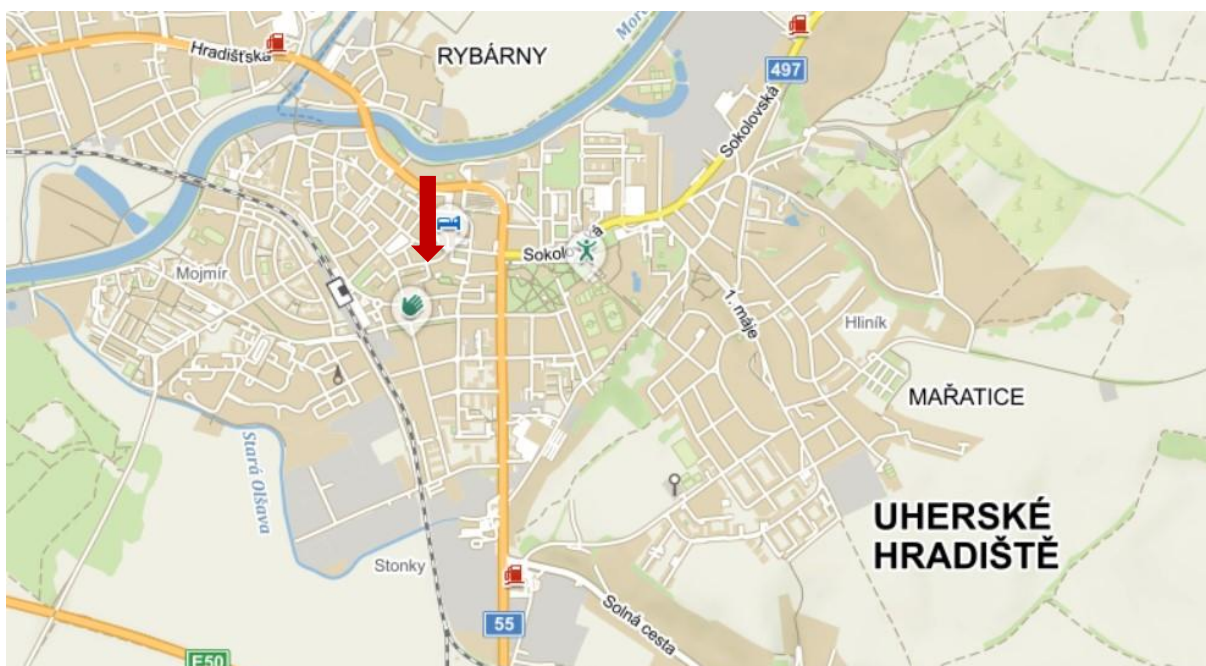 Hradišťská
RYBÁRNY
497
Sokolovská
Sokolovská
Mojmír
1. máje
Hliník
MAŘATICE
Stará Olšava
UHERSKÉ
HRADIŠTĚ
Stonky
Solná cesta
55
E50